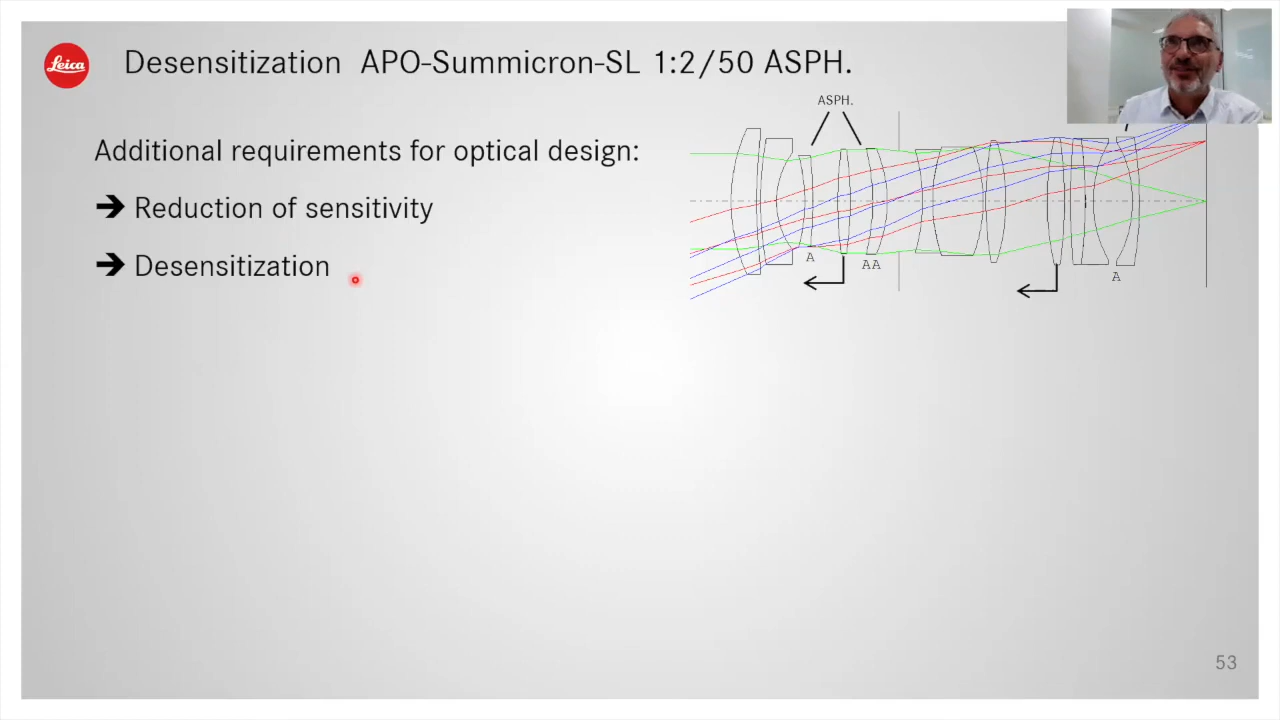 Leica
Desensitization APO-Summicron-SL 1:2/50 ASPH.
ASPH.
Additional requirements for optical design:
➔ Reduction of sensitivity
➔ Desensitization
A
AA
A
53